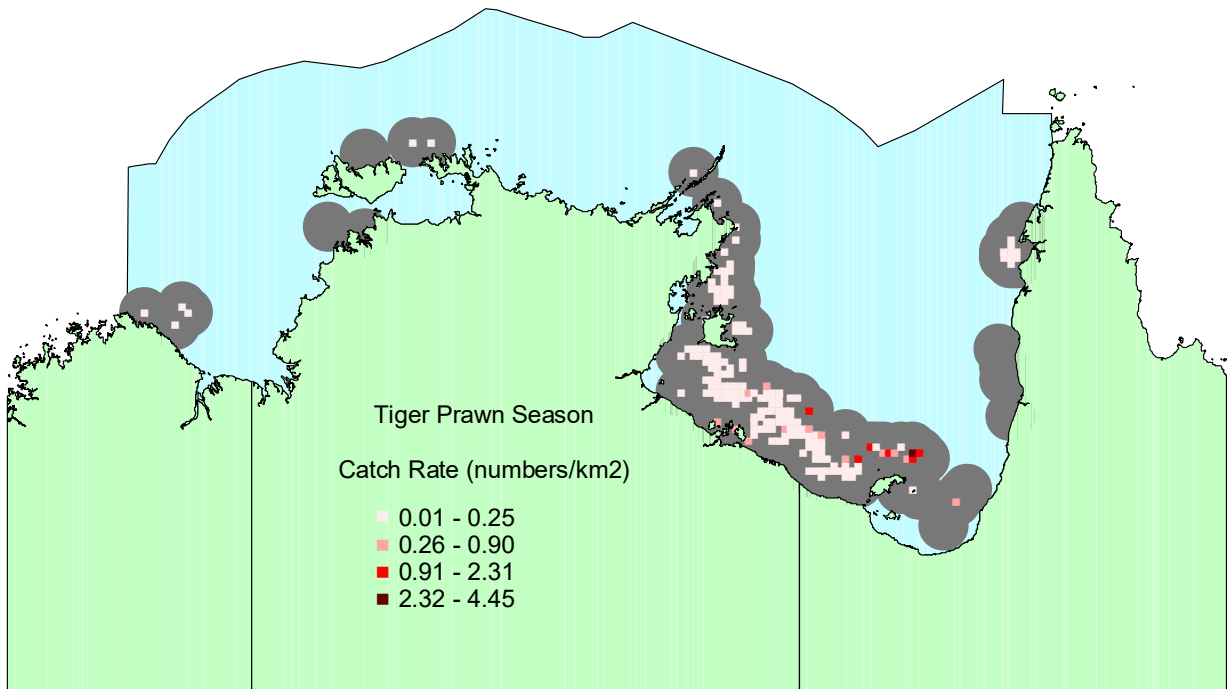 Tiger Prawn Season
Catch Rate (numbers/km2)
0.01 - 0.25
0.26 - 0.90
0.91 - 2.31
2.32 - 4.45